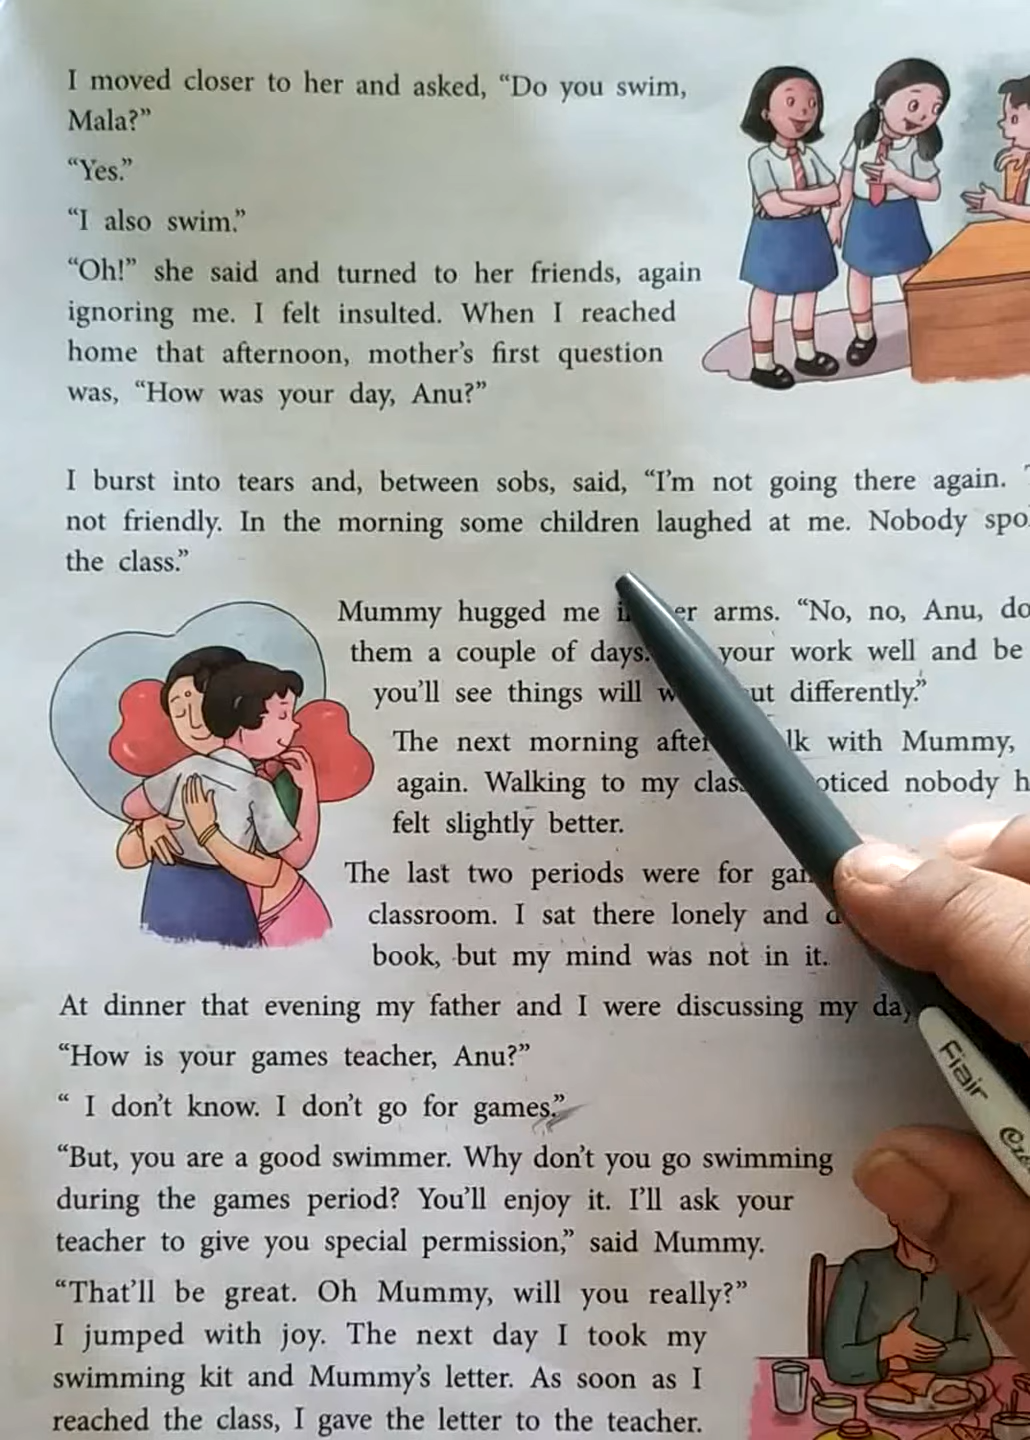 I moved closer to her and asked, “Do you swim,
Mala?”
“Yes.”
“I also swim.”
“Oh!” she said and turned to her friends, again
ignoring me. I felt insulted. When I reached
home that afternoon, mother’s first question
was, “How was your day, Anu?”
I burst into tears and, between sobs, said, “I’m not going there again.
not friendly. In the morning some children laughed at me. Nobody
the class.”
Mummy hugged me arms. “No, no, Anu,
them a couple of days. your work well and be
you’ll see things will differently.”
The next morning with Mummy,
again. Walking to my nobody
felt slightly better.
The last two periods were for
classroom. I sat there lonely and
book, but my mind was not in it.
At dinner that evening my father and I were discussing my
“How is your games teacher, Anu?”
“ I don’t know. I don’t go for games.”
“But, you are a good swimmer. Why don’t you go swimming
during the games period? You’ll enjoy it. I’ll ask your
teacher to give you special permission,” said Mummy.
“That’ll be great. Oh Mummy, will you really?”
I jumped with joy. The next day I took my
swimming kit and Mummy’s letter. As soon as I
reached the class, I gave the letter to the teacher.
Flair